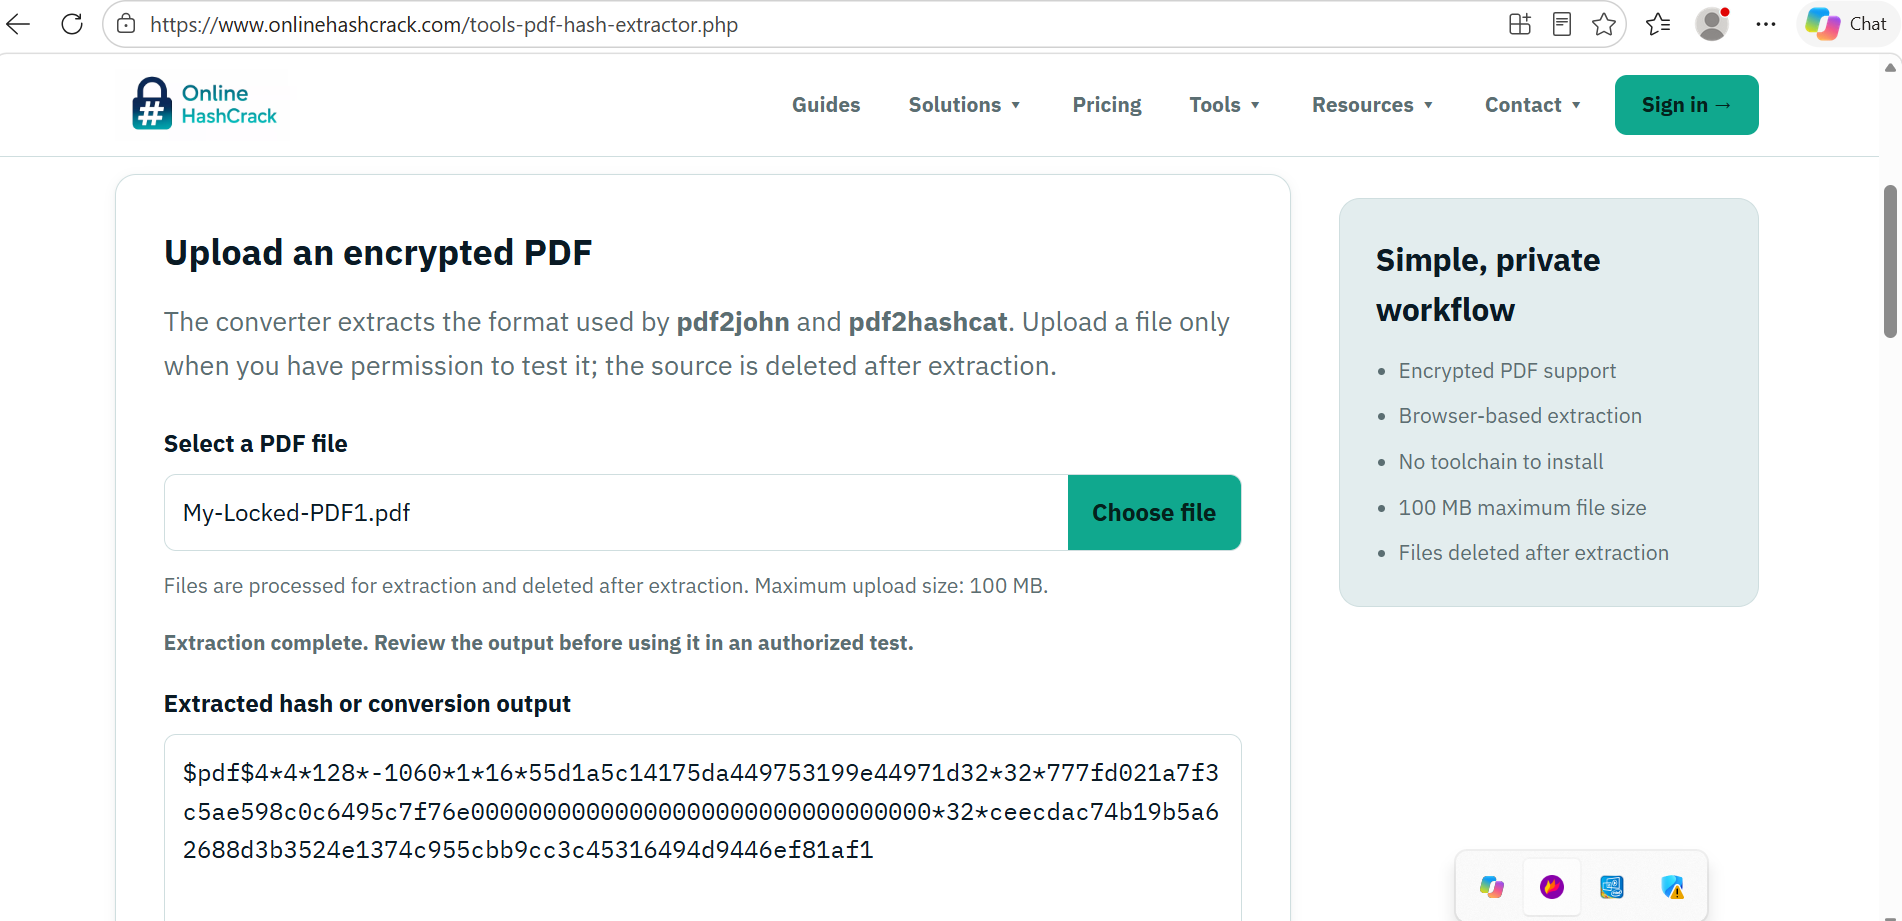 https://www.onlinehashcrack.com/tools-pdf-hash-extractor.php
Chat
Online
HashCrack
Guides
Solutions ▼
Pricing
Tools ▼
Resources ▼
Contact ▼
Sign in →
Upload an encrypted PDF
The converter extracts the format used by pdf2john and pdf2hashcat. Upload a file only
when you have permission to test it; the source is deleted after extraction.
Select a PDF file
My-Locked-PDF1.pdf
Choose file
Files are processed for extraction and deleted after extraction. Maximum upload size: 100 MB.
Extraction complete. Review the output before using it in an authorized test.
Extracted hash or conversion output
$pdf$4*4*128*-1060*1*16*55d1a5c14175da449753199e44971d32*32*777fd021a7f3
c5ae598c0c6495c7f76e00000000000000000000000000000000*32*ceecdac74b19b5a6
2688d3b3524e1374c955cbb9cc3c45316494d9446ef81af1
Simple, private
workflow
• Encrypted PDF support
• Browser-based extraction
• No toolchain to install
• 100 MB maximum file size
• Files deleted after extraction